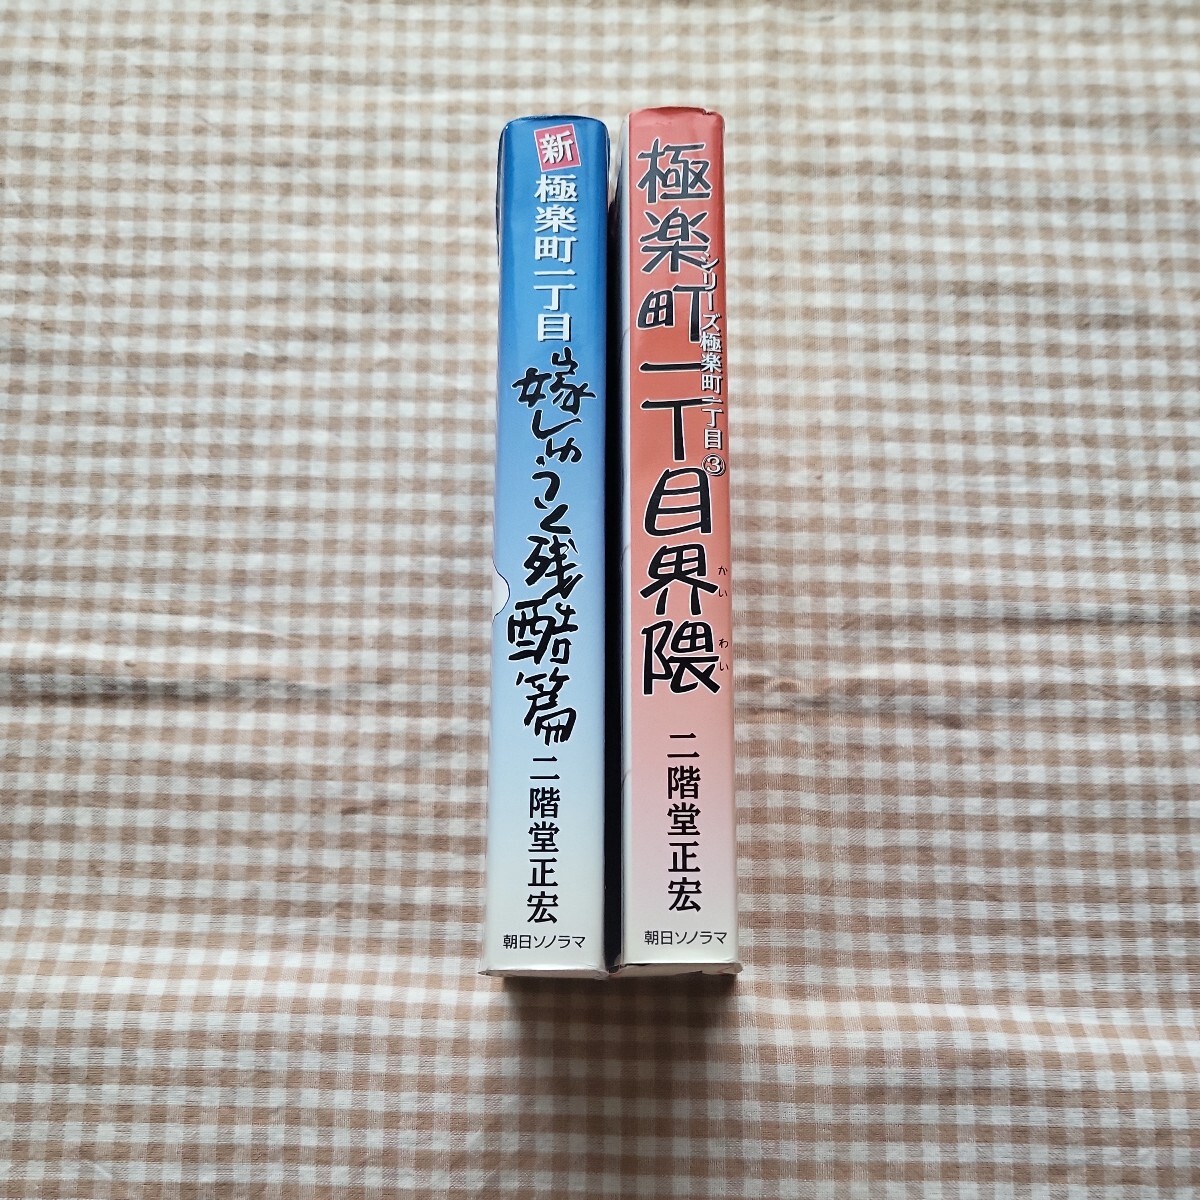 新
極楽町一丁目
嫁しゅうとく残酷篇
二階堂正宏
朝日ソノラマ
極楽町一丁目界隈
かいわい
シリーズ極楽町一丁目③
二階堂正宏
朝日ソノラマ